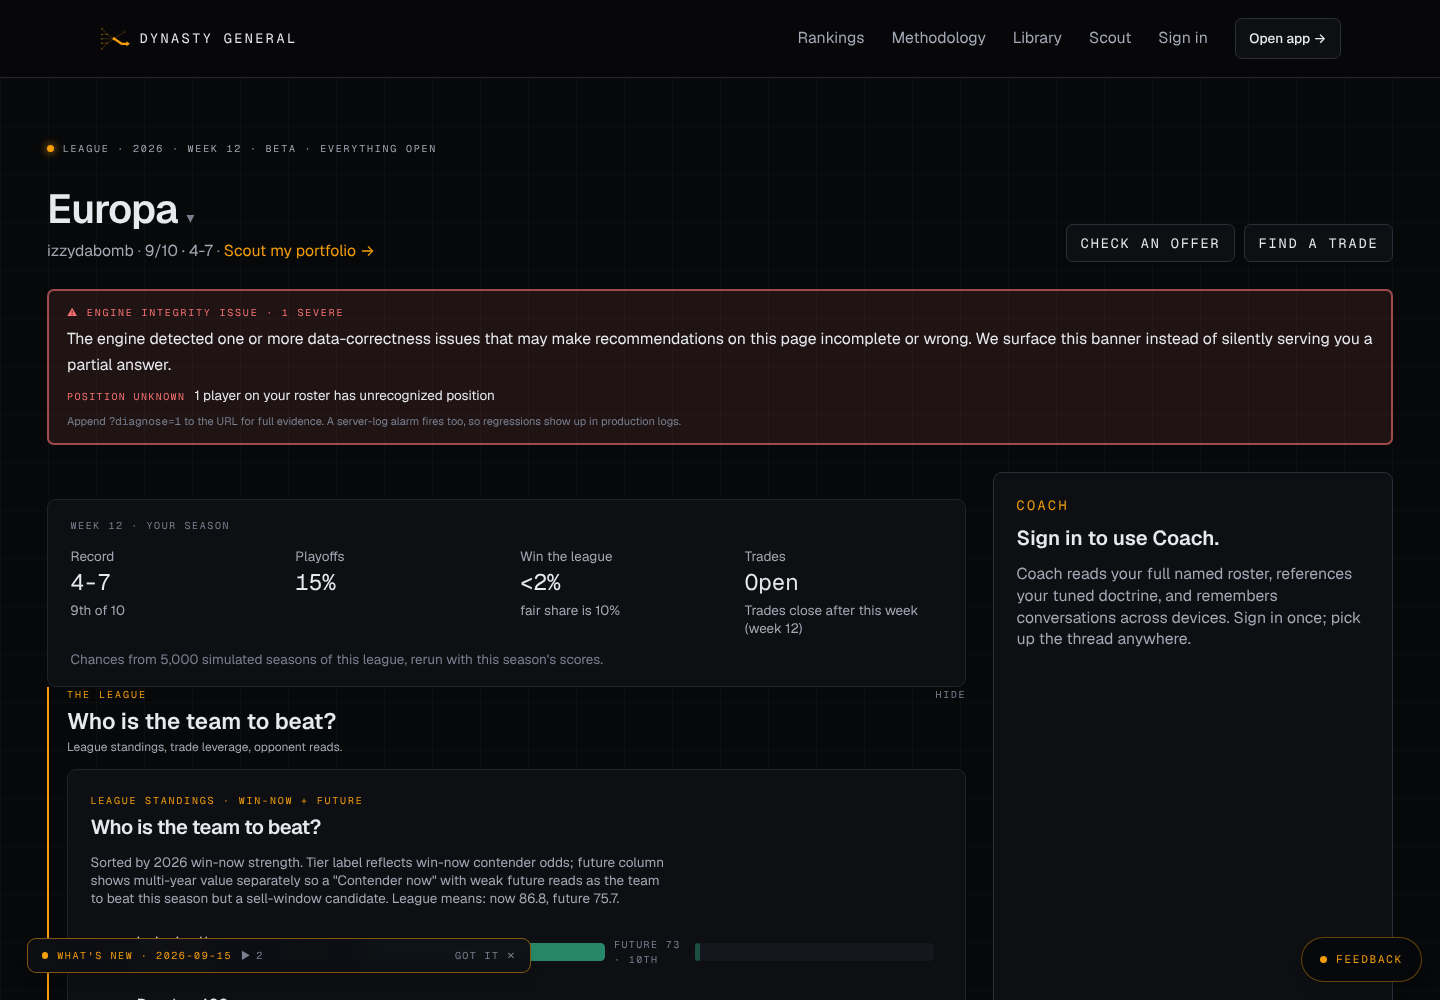 DYNASTY GENERAL
Rankings Methodology Library Scout Sign in Open app →
LEAGUE · 2026 · WEEK 12 · BETA · EVERYTHING OPEN
Europa ▼
izzydabomb · 9/10 · 4-7 · Scout my portfolio →
CHECK AN OFFER FIND A TRADE
⚠ ENGINE INTEGRITY ISSUE · 1 SEVERE
The engine detected one or more data-correctness issues that may make recommendations on this page incomplete or wrong. We surface this banner instead of silently serving you a
partial answer.
POSITION UNKNOWN 1 player on your roster has unrecognized position
Append ?diagnose=1 to the URL for full evidence. A server-log alarm fires too, so regressions show up in production logs.
WEEK 12 · YOUR SEASON
Record Playoffs Win the league Trades
4-7 15% <2% Open
9th of 10 fair share is 10% Trades close after this week
(week 12)
Chances from 5,000 simulated seasons of this league, rerun with this season's scores.
COACH
Sign in to use Coach.
Coach reads your full named roster, references
your tuned doctrine, and remembers
conversations across devices. Sign in once; pick
up the thread anywhere.
THE LEAGUE HIDE
Who is the team to beat?
League standings, trade leverage, opponent reads.
LEAGUE STANDINGS · WIN-NOW + FUTURE
Who is the team to beat?
Sorted by 2026 win-now strength. Tier label reflects win-now contender odds; future column
shows multi-year value separately so a "Contender now" with weak future reads as the team
to beat this season but a sell-window candidate. League means: now 86.8, future 75.7.
FUTURE 73
· 10TH
WHAT'S NEW · 2026-09-15 ▶ 2 GOT IT ×
FEEDBACK